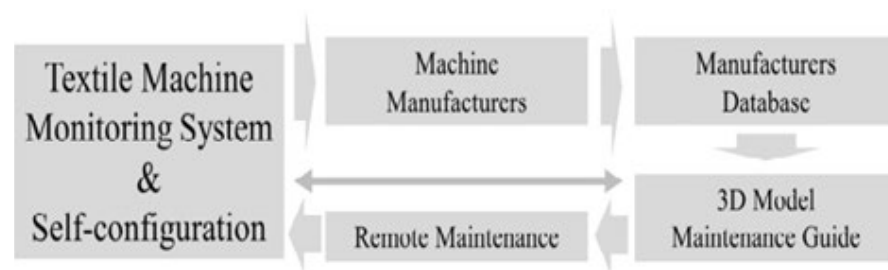 Textile Machine
Monitoring System
&
Self-configuration
Machine
Manufacturers
Manufacturers
Database
3D Model
Maintenance Guide
Remote Maintenance